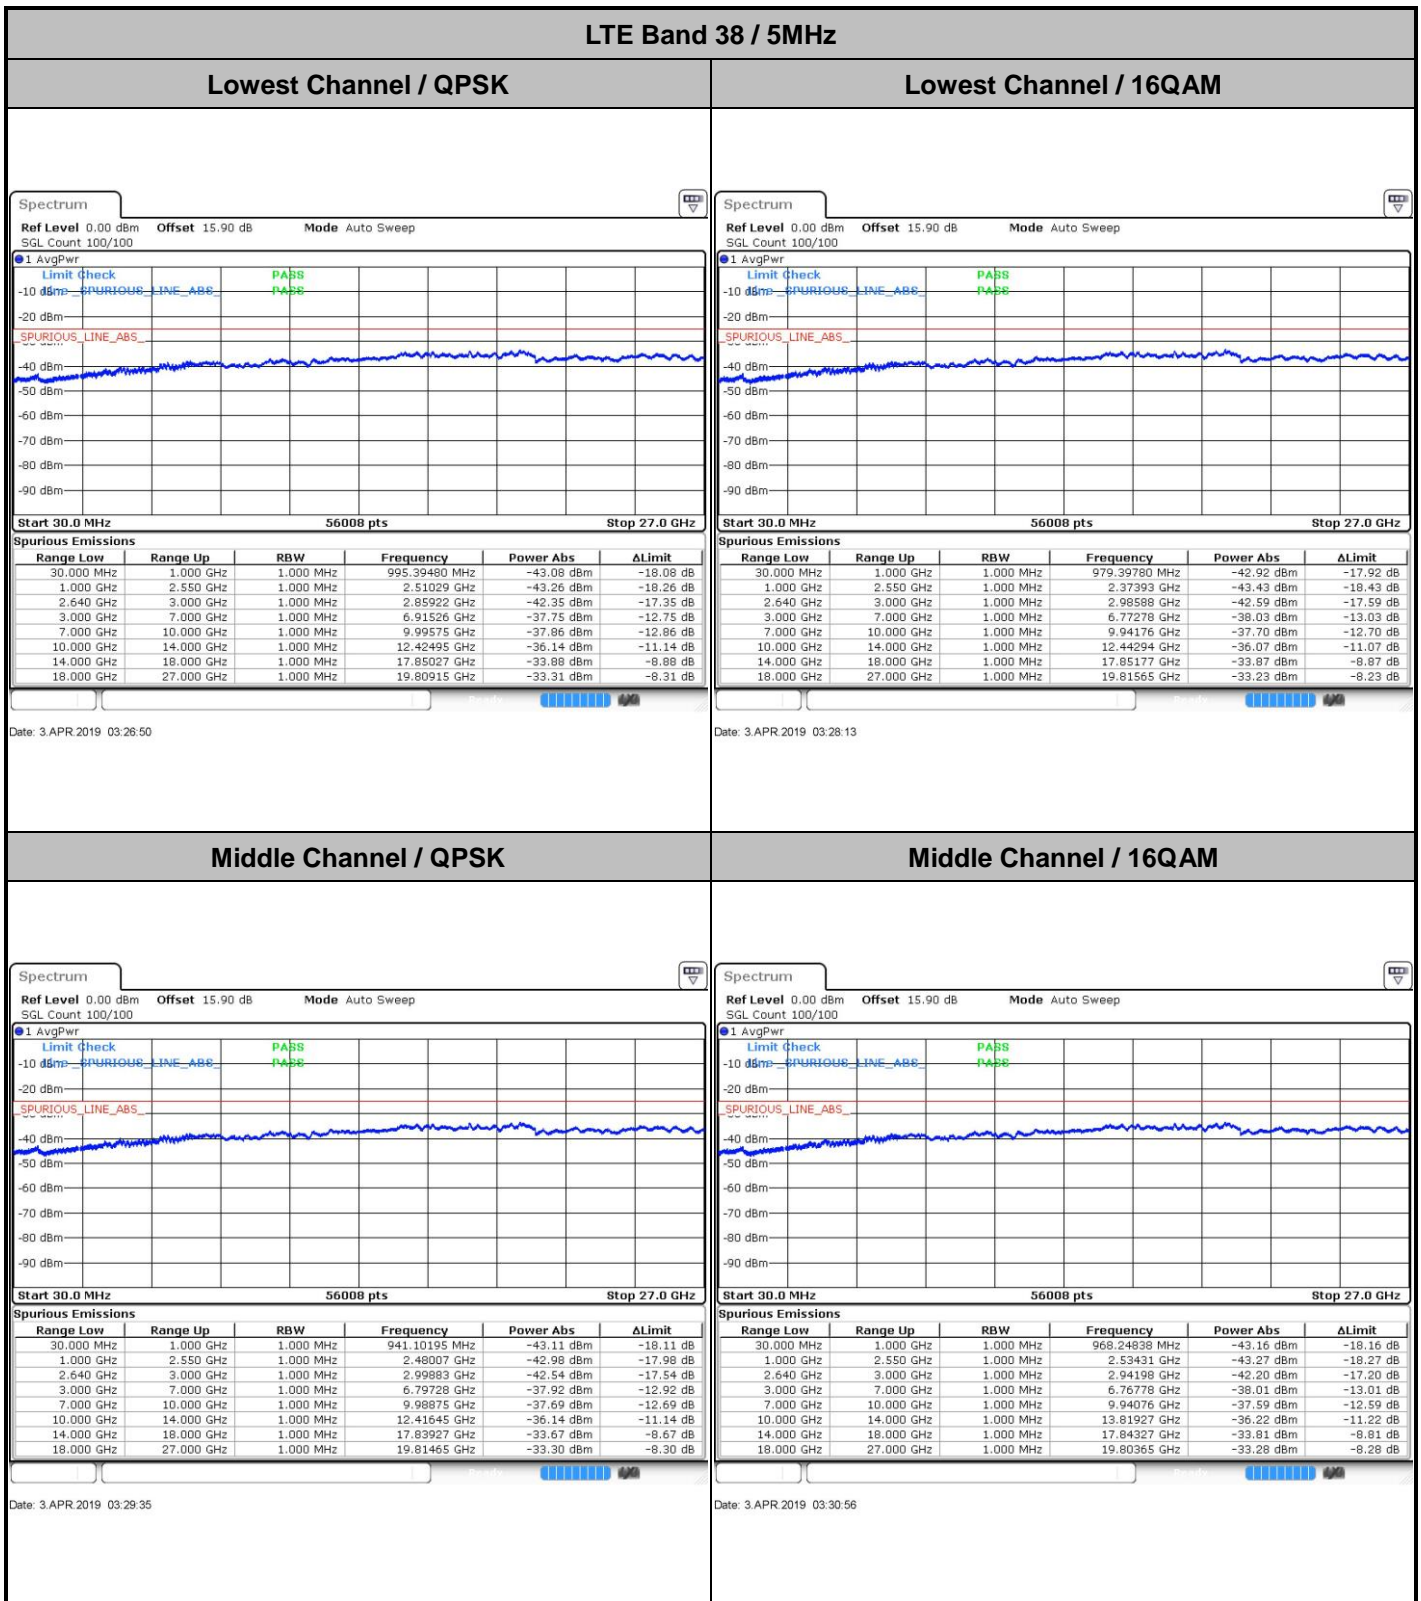 LTE Band 38 / 5MHz
Lowest Channel / QPSK
Lowest Channel / 16QAM
Spectrum
Ref Level 0.00 dBm Offset 15.90 dB Mode Auto Sweep
SGL Count 100/100
1 AvgPwr
Limit Check PASS
-10 dBm
Line _SPURIOUS_LINE_ABS_ PASS
-20 dBm
_SPURIOUS_LINE_ABS_
-40 dBm
-50 dBm
-60 dBm
-70 dBm
-80 dBm
-90 dBm
Start 30.0 MHz 56008 pts Stop 27.0 GHz
Spurious Emissions
Range Low Range Up RBW Frequency Power Abs ΔLimit
30.000 MHz 1.000 GHz 1.000 MHz 995.39480 MHz -43.08 dBm -18.08 dB
1.000 GHz 2.550 GHz 1.000 MHz 2.51029 GHz -43.26 dBm -18.26 dB
2.640 GHz 3.000 GHz 1.000 MHz 2.85922 GHz -42.35 dBm -17.35 dB
3.000 GHz 7.000 GHz 1.000 MHz 6.91526 GHz -37.75 dBm -12.75 dB
7.000 GHz 10.000 GHz 1.000 MHz 9.99575 GHz -37.86 dBm -12.86 dB
10.000 GHz 14.000 GHz 1.000 MHz 12.42495 GHz -36.14 dBm -11.14 dB
14.000 GHz 18.000 GHz 1.000 MHz 17.85027 GHz -33.88 dBm -8.88 dB
18.000 GHz 27.000 GHz 1.000 MHz 19.80915 GHz -33.31 dBm -8.31 dB
Date: 3.APR.2019 03:26:50
Spectrum
Ref Level 0.00 dBm Offset 15.90 dB Mode Auto Sweep
SGL Count 100/100
1 AvgPwr
Limit Check PASS
-10 dBm
Line _SPURIOUS_LINE_ABS_ PASS
-20 dBm
_SPURIOUS_LINE_ABS_
-40 dBm
-50 dBm
-60 dBm
-70 dBm
-80 dBm
-90 dBm
Start 30.0 MHz 56008 pts Stop 27.0 GHz
Spurious Emissions
Range Low Range Up RBW Frequency Power Abs ΔLimit
30.000 MHz 1.000 GHz 1.000 MHz 979.39780 MHz -42.92 dBm -17.92 dB
1.000 GHz 2.550 GHz 1.000 MHz 2.37393 GHz -43.43 dBm -18.43 dB
2.640 GHz 3.000 GHz 1.000 MHz 2.98588 GHz -42.59 dBm -17.59 dB
3.000 GHz 7.000 GHz 1.000 MHz 6.77278 GHz -38.03 dBm -13.03 dB
7.000 GHz 10.000 GHz 1.000 MHz 9.94176 GHz -37.70 dBm -12.70 dB
10.000 GHz 14.000 GHz 1.000 MHz 12.44294 GHz -36.07 dBm -11.07 dB
14.000 GHz 18.000 GHz 1.000 MHz 17.85177 GHz -33.87 dBm -8.87 dB
18.000 GHz 27.000 GHz 1.000 MHz 19.81565 GHz -33.23 dBm -8.23 dB
Date: 3.APR.2019 03:28:13
Middle Channel / QPSK
Middle Channel / 16QAM
Spectrum
Ref Level 0.00 dBm Offset 15.90 dB Mode Auto Sweep
SGL Count 100/100
1 AvgPwr
Limit Check PASS
-10 dBm
Line _SPURIOUS_LINE_ABS_ PASS
-20 dBm
_SPURIOUS_LINE_ABS_
-40 dBm
-50 dBm
-60 dBm
-70 dBm
-80 dBm
-90 dBm
Start 30.0 MHz 56008 pts Stop 27.0 GHz
Spurious Emissions
Range Low Range Up RBW Frequency Power Abs ΔLimit
30.000 MHz 1.000 GHz 1.000 MHz 941.10195 MHz -43.11 dBm -18.11 dB
1.000 GHz 2.550 GHz 1.000 MHz 2.48007 GHz -42.98 dBm -17.98 dB
2.640 GHz 3.000 GHz 1.000 MHz 2.99883 GHz -42.54 dBm -17.54 dB
3.000 GHz 7.000 GHz 1.000 MHz 6.79728 GHz -37.92 dBm -12.92 dB
7.000 GHz 10.000 GHz 1.000 MHz 9.98875 GHz -37.69 dBm -12.69 dB
10.000 GHz 14.000 GHz 1.000 MHz 12.41645 GHz -36.14 dBm -11.14 dB
14.000 GHz 18.000 GHz 1.000 MHz 17.83927 GHz -33.67 dBm -8.67 dB
18.000 GHz 27.000 GHz 1.000 MHz 19.81465 GHz -33.30 dBm -8.30 dB
Date: 3.APR.2019 03:29:35
Spectrum
Ref Level 0.00 dBm Offset 15.90 dB Mode Auto Sweep
SGL Count 100/100
1 AvgPwr
Limit Check PASS
-10 dBm
Line _SPURIOUS_LINE_ABS_ PASS
-20 dBm
_SPURIOUS_LINE_ABS_
-40 dBm
-50 dBm
-60 dBm
-70 dBm
-80 dBm
-90 dBm
Start 30.0 MHz 56008 pts Stop 27.0 GHz
Spurious Emissions
Range Low Range Up RBW Frequency Power Abs ΔLimit
30.000 MHz 1.000 GHz 1.000 MHz 968.24838 MHz -43.16 dBm -18.16 dB
1.000 GHz 2.550 GHz 1.000 MHz 2.53431 GHz -43.27 dBm -18.27 dB
2.640 GHz 3.000 GHz 1.000 MHz 2.94198 GHz -42.20 dBm -17.20 dB
3.000 GHz 7.000 GHz 1.000 MHz 6.76778 GHz -38.01 dBm -13.01 dB
7.000 GHz 10.000 GHz 1.000 MHz 9.94076 GHz -37.59 dBm -12.59 dB
10.000 GHz 14.000 GHz 1.000 MHz 13.81927 GHz -36.22 dBm -11.22 dB
14.000 GHz 18.000 GHz 1.000 MHz 17.84327 GHz -33.81 dBm -8.81 dB
18.000 GHz 27.000 GHz 1.000 MHz 19.80365 GHz -33.28 dBm -8.28 dB
Date: 3.APR.2019 03:30:56